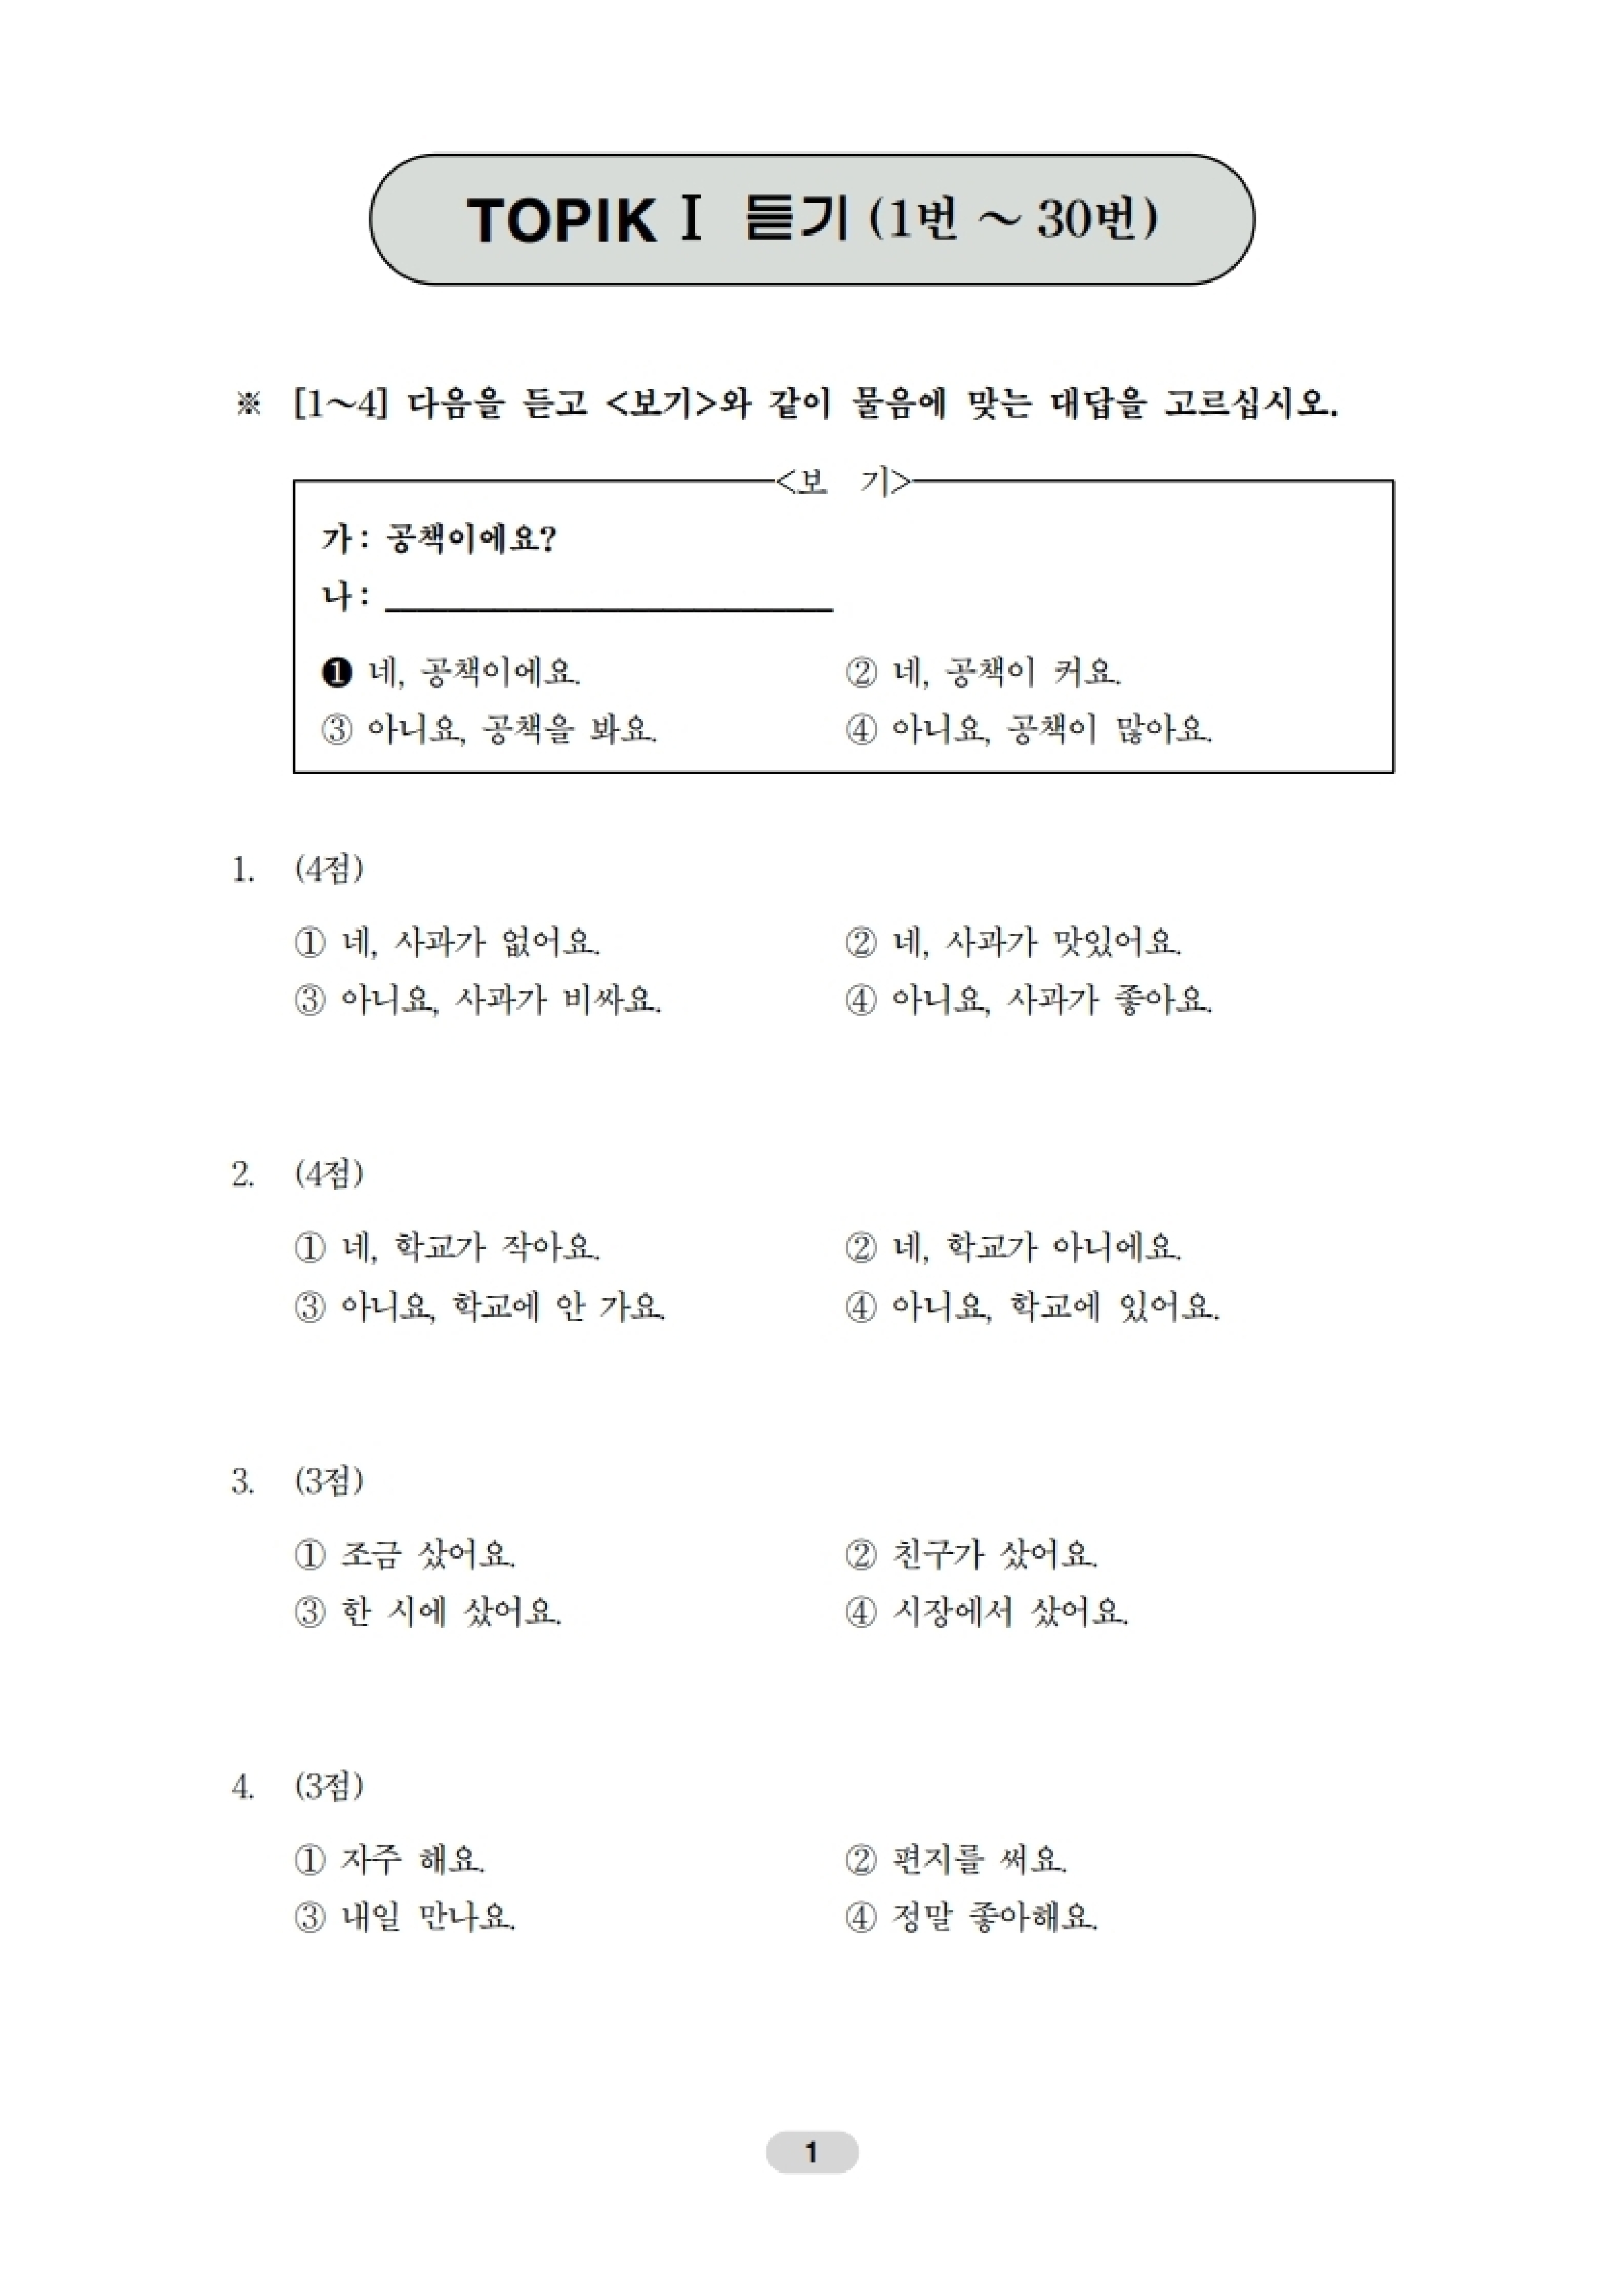 TOPIK Ⅰ 듣기 (1번 ~ 30번)
※ [1~4] 다음을 듣고 <보기>와 같이 물음에 맞는 대답을 고르십시오.
<보 기>
가: 공책이에요?
나: ____________________
❶ 네, 공책이에요. ② 네, 공책이 커요.
③ 아니요, 공책을 봐요. ④ 아니요, 공책이 많아요.
1. (4점)
① 네, 사과가 없어요. ② 네, 사과가 맛있어요.
③ 아니요, 사과가 비싸요. ④ 아니요, 사과가 좋아요.
2. (4점)
① 네, 학교가 작아요. ② 네, 학교가 아니에요.
③ 아니요, 학교에 안 가요. ④ 아니요, 학교에 있어요.
3. (3점)
① 조금 샀어요. ② 친구가 샀어요.
③ 한 시에 샀어요. ④ 시장에서 샀어요.
4. (3점)
① 자주 해요. ② 편지를 써요.
③ 내일 만나요. ④ 정말 좋아해요.
1